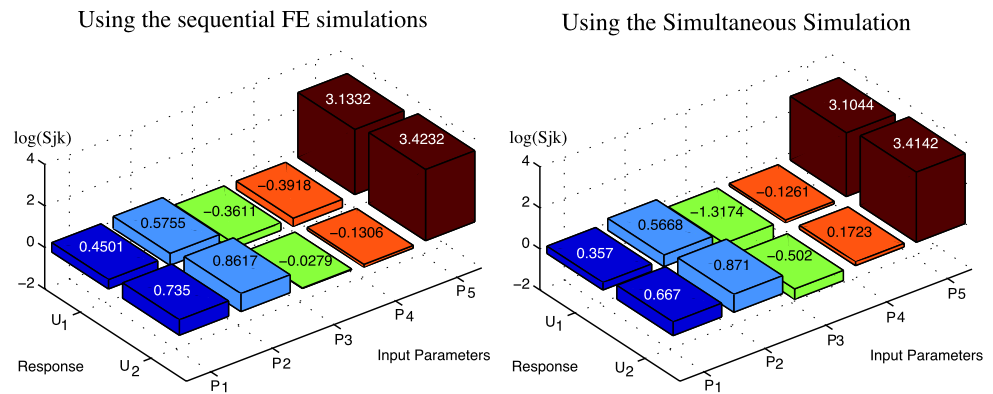 Using the sequential FE simulations
log(Sjk)
4
2
0
−2
3.1332
3.4232
−0.3918
−0.1306
−0.3611
−0.0279
0.5755
0.8617
0.4501
0.735
U1
U2
Response
P1
P2
P3
P4
P5
Input Parameters
Using the Simultaneous Simulation
log(Sjk)
4
2
0
−2
3.1044
3.4142
−0.1261
0.1723
−1.3174
−0.502
0.5668
0.871
0.357
0.667
U1
U2
Response
P1
P2
P3
P4
P5
Input Parameters